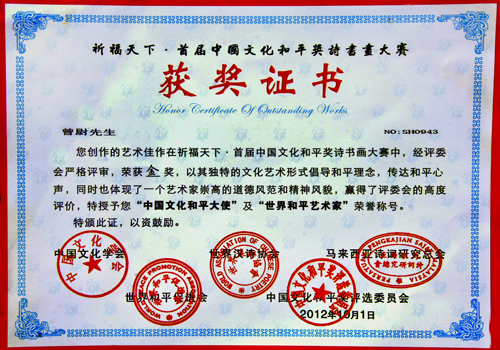 祈福天下·首届中國文化和平奖詩書畫大賽
获奖证书
Honor Certificate Of Outstanding Works
曾尉先生 NO:SH0943
您创作的艺术佳作在祈福天下·首届中国文化和平奖诗书画大赛中，经评委
会严格评审，荣获金奖，以其独特的文化艺术形式倡导和平理念，传达和平心
声，同时也体现了一个艺术家崇高的道德风范和精神风貌，赢得了评委会的高度
评价，特授予您“中国文化和平大使”及“世界和平艺术家”荣誉称号。
特颁此证，以资鼓励。
中国文化学会 世界汉诗协会 马来西亚诗词研究总会
世界和平促进会 中国文化和平奖评选委员会
2012年10月1日